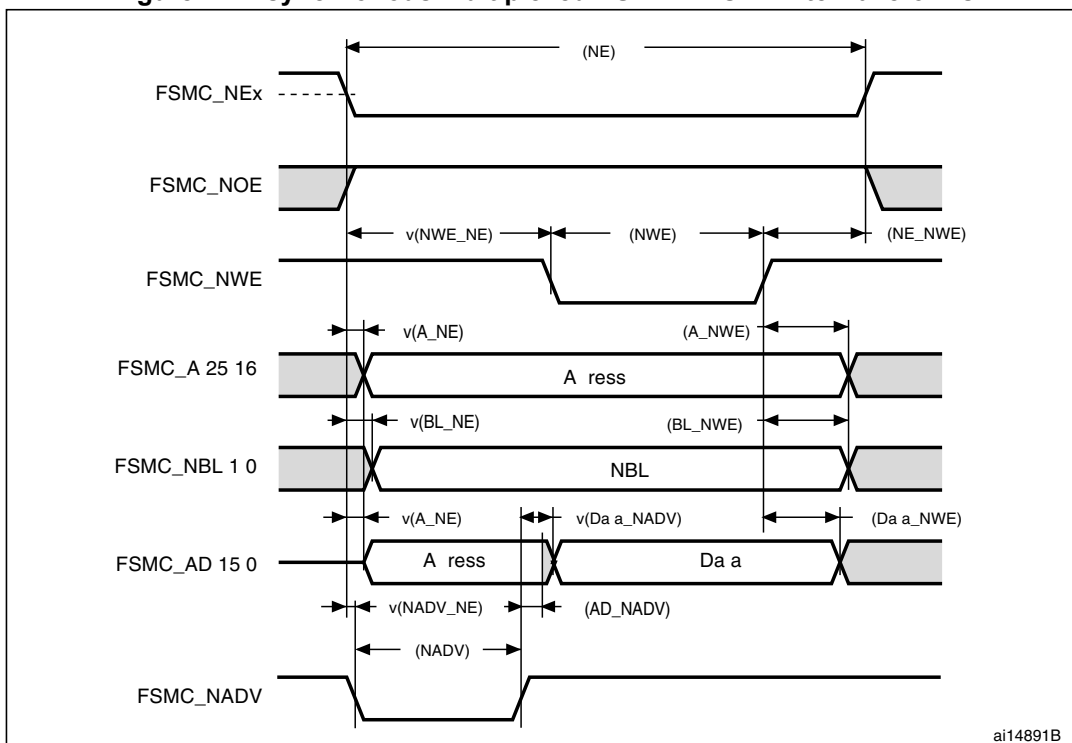 (NE)
FSMC_NEx
FSMC_NOE
v(NWE_NE) (NWE) (NE_NWE)
FSMC_NWE
v(A_NE) (A_NWE)
FSMC_A 25 16
A ress
v(BL_NE) (BL_NWE)
FSMC_NBL 1 0
NBL
v(A_NE) v(Da a_NADV) (Da a_NWE)
FSMC_AD 15 0
A ress Da a
v(NADV_NE) (AD_NADV)
(NADV)
FSMC_NADV
ai14891B